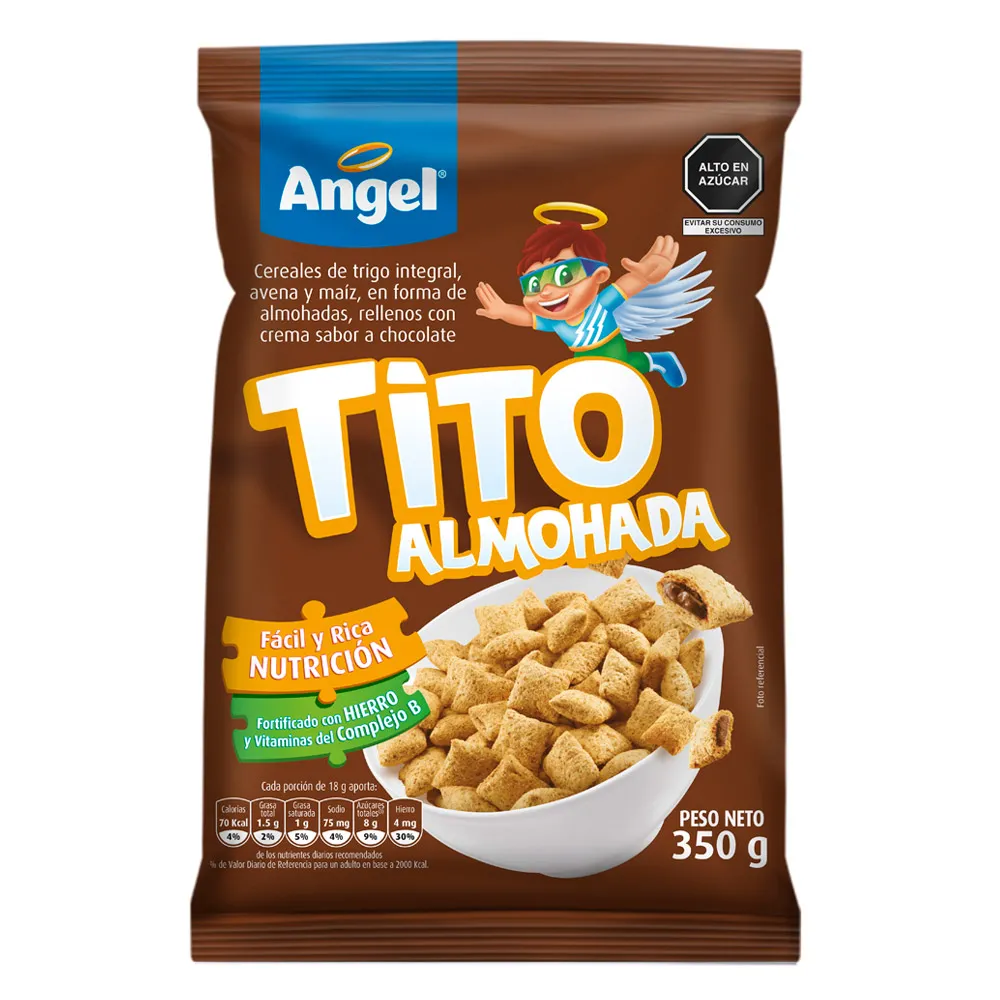 Angel®
ALTO EN
AZÚCAR
EVITAR SU CONSUMO
EXCESIVO
Cereales de trigo integral,
avena y maíz, en forma de
almohadas, rellenos con
crema sabor a chocolate
TiTO
ALMOHADA
Fácil y Rica
NUTRICIÓN
Fortificado con HIERRO
y Vitaminas del Complejo B
Foto referencial
Cada porción de 18 g aporta:
Calorías
70 Kcal
4%
Grasa
total
1.5 g
2%
Grasa
saturada
1 g
5%
Sodio
75 mg
4%
Azúcares
totales
8 g
9%
Hierro
4 mg
30%
de los nutrientes diarios recomendados
% de Valor Diario de Referencia para un adulto en base a 2000 Kcal.
PESO NETO
350 g